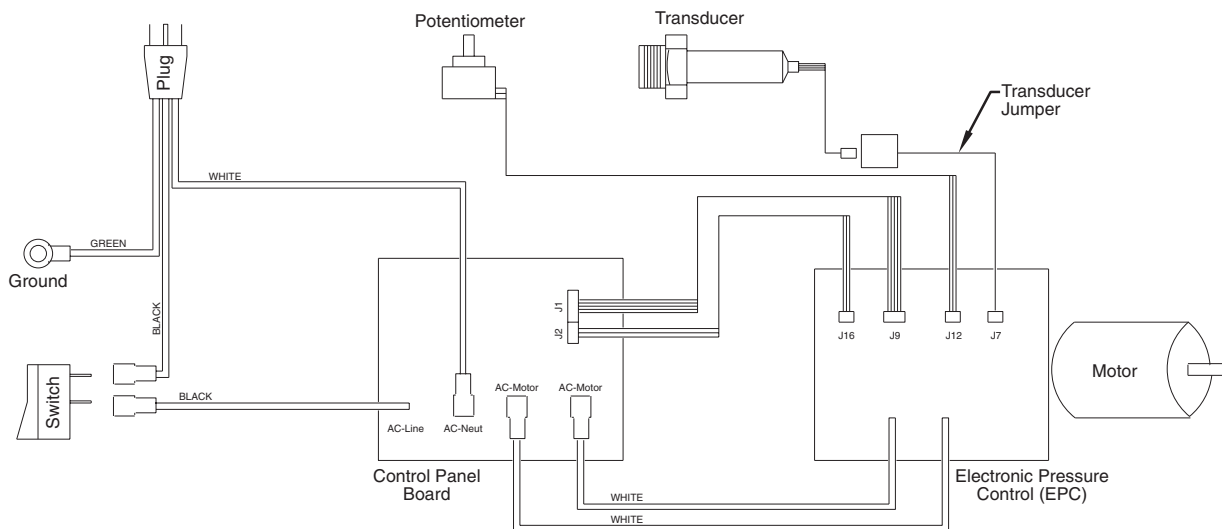 Potentiometer
Transducer
Plug
Transducer
Jumper
WHITE
GREEN
Ground
BLACK
J1
J2
J16
J9
J12
J7
Motor
Switch
BLACK
AC-Motor
AC-Motor
AC-Line
AC-Neut
Control Panel
Board
Electronic Pressure
Control (EPC)
WHITE
WHITE